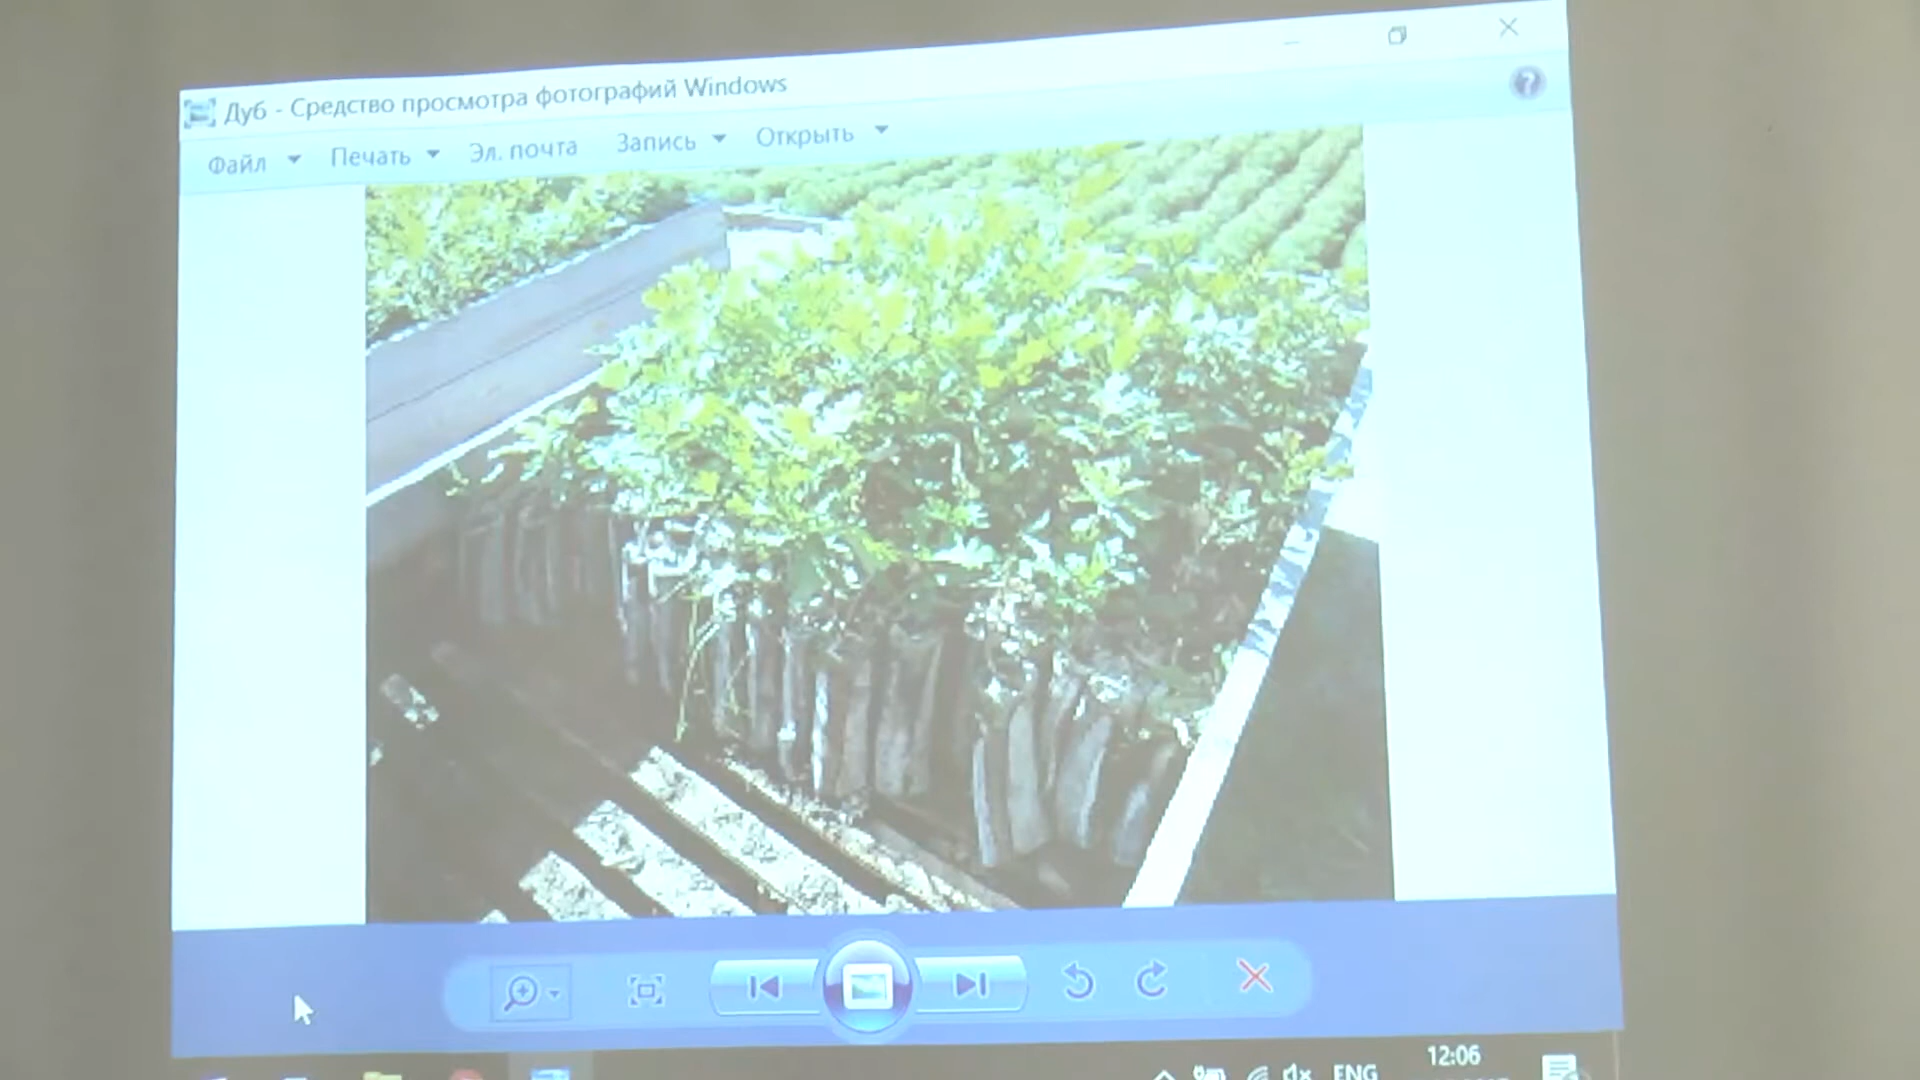 Дуб - Средство просмотра фотографий Windows
Файл Печать Эл. почта Запись Открыть
12:06
ENG